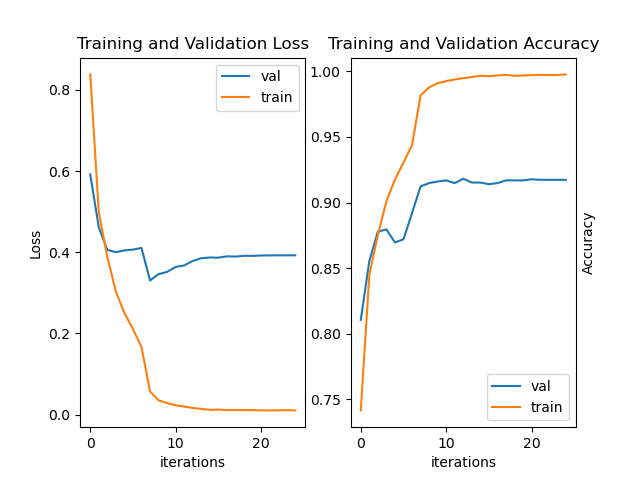 Training and Validation Loss
Loss
0.8
0.6
0.4
0.2
0.0
0
10
20
iterations
val
train
Training and Validation Accuracy
1.00
0.95
0.90
0.85
0.80
0.75
0
10
20
iterations
Accuracy
val
train